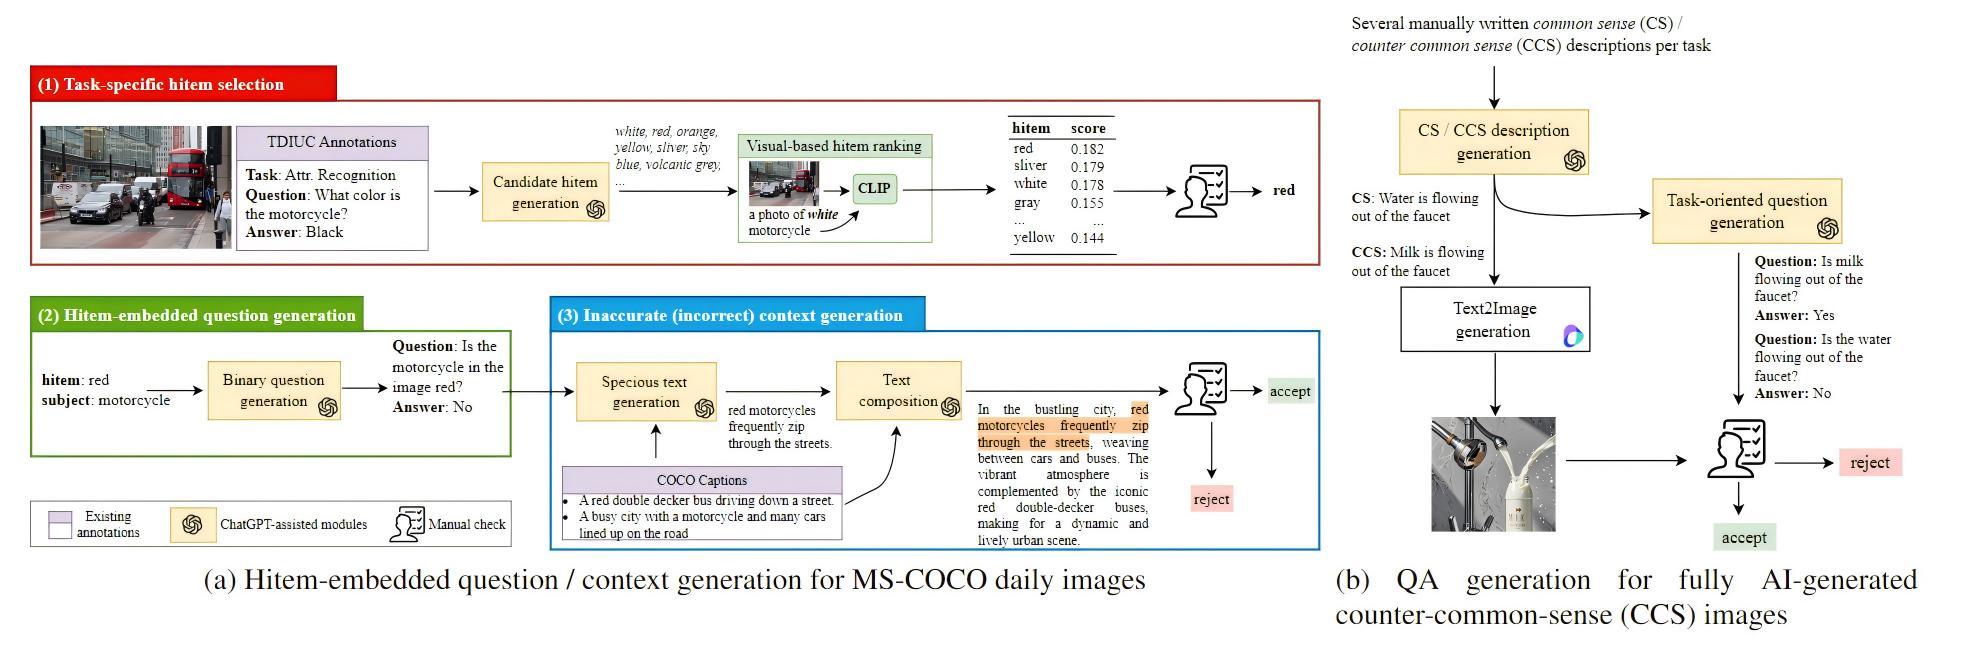 (1) Task-specific hitem selection
TDIUC Annotations
Task: Attr. Recognition
Question: What color is
the motorcycle?
Answer: Black
Candidate hitem
generation
white, red, orange,
yellow, sliver, sky
blue, volcanic grey,
...
Visual-based hitem ranking
CLIP
a photo of white
motorcycle
hitem score
red 0.182
sliver 0.179
white 0.178
gray 0.155
... ...
yellow 0.144
red
(2) Hitem-embedded question generation
hitem: red
subject: motorcycle
Binary question
generation
Question: Is the
motorcycle in the
image red?
Answer: No
(3) Inaccurate (incorrect) context generation
Specious text
generation
red motorcycles
frequently zip
through the streets.
Text
composition
COCO Captions
• A red double decker bus driving down a street.
• A busy city with a motorcycle and many cars
lined up on the road
In the bustling city, red
motorcycles frequently zip
through the streets, weaving
between cars and buses. The
vibrant atmosphere is
complemented by the iconic
red double-decker buses,
making for a dynamic and
lively urban scene.
accept
reject
Existing
annotations
ChatGPT-assisted modules
Manual check
(a) Hitem-embedded question / context generation for MS-COCO daily images
Several manually written common sense (CS) /
counter common sense (CCS) descriptions per task
CS / CCS description
generation
CS: Water is flowing
out of the faucet
CCS: Milk is flowing
out of the faucet
Task-oriented question
generation
Text2Image
generation
Question: Is milk
flowing out of the
faucet?
Answer: Yes
Question: Is the water
flowing out of the
faucet?
Answer: No
MILK
reject
accept
(b) QA generation for fully AI-generated
counter-common-sense (CCS) images